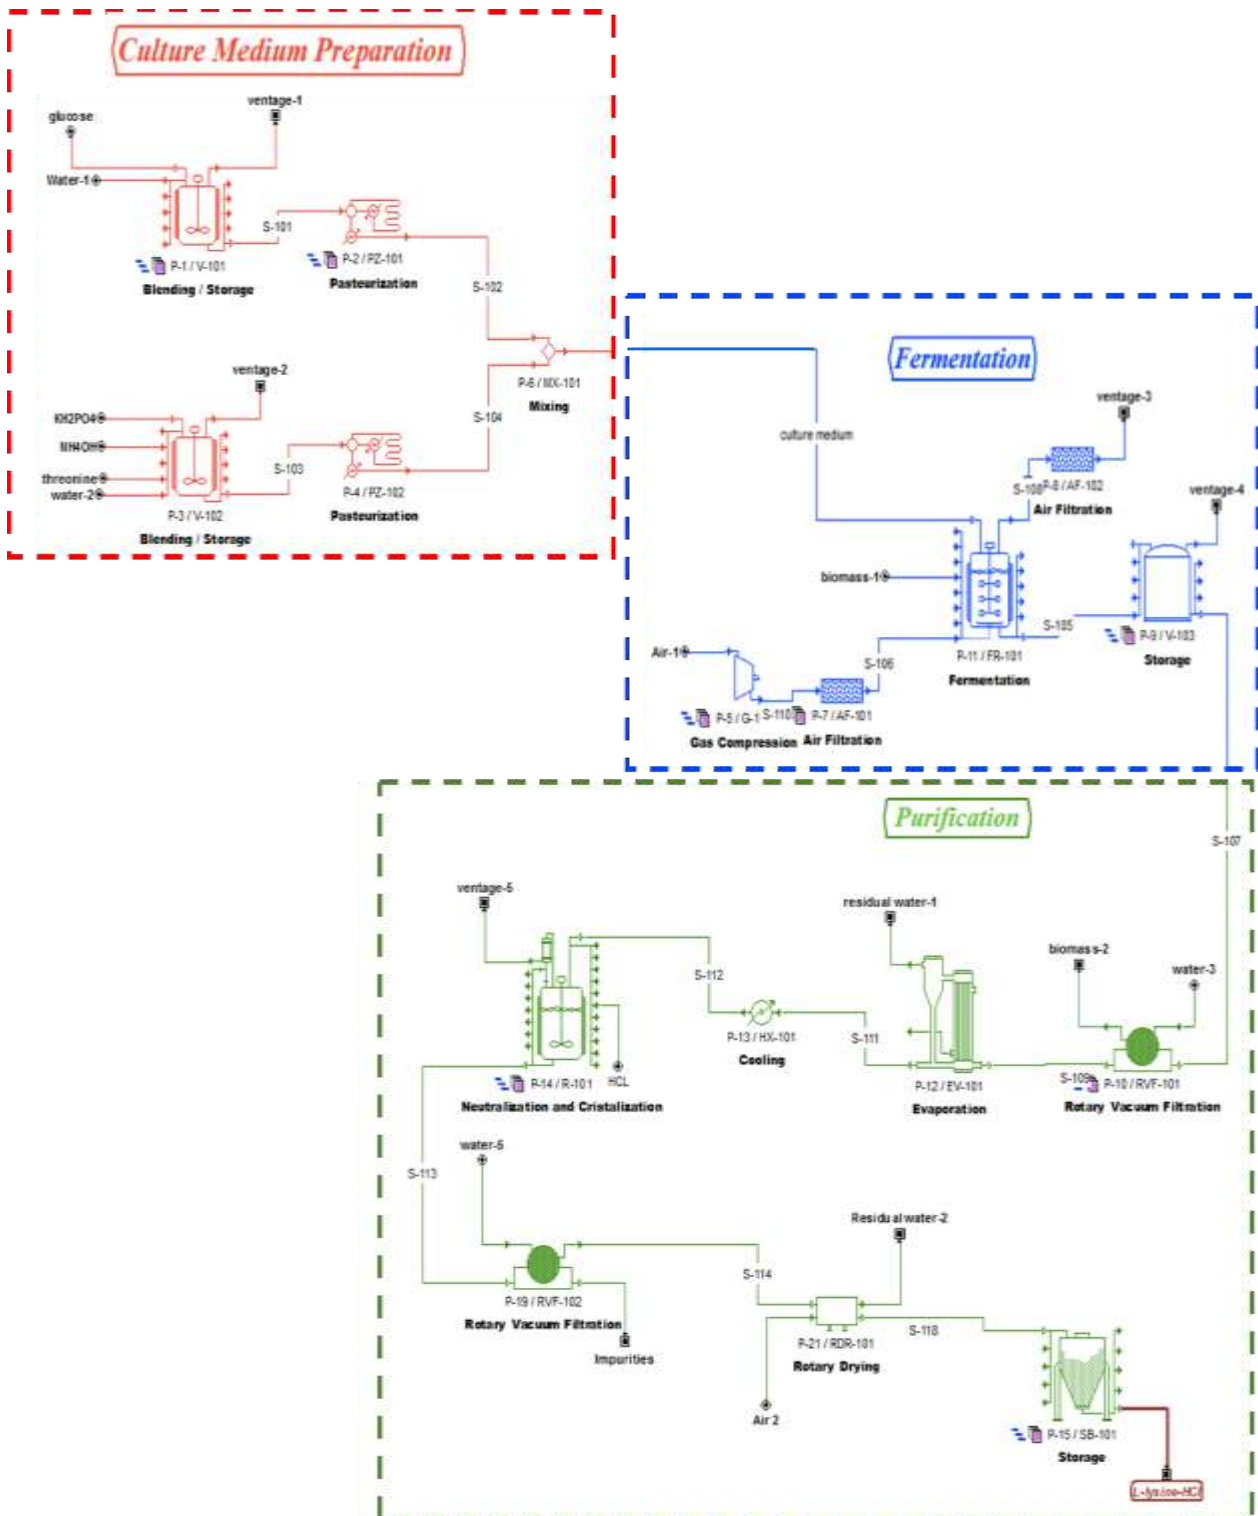 Culture Medium Preparation
ventage-1
glucose
Water-1
S-101
P-1 / V-101
Blending / Storage
P-2 / PZ-101
Pasteurization
S-102
ventage-2
P-6 / MX-101
Mixing
KH2PO4
NH4OH
threonine
water-2
S-103
S-104
P-3 / V-102
Blending / Storage
P-4 / PZ-102
Pasteurization
Fermentation
ventage-3
culture medium
S-108
P-8 / AF-102
Air Filtration
ventage-4
biomass-1
S-105
P-9 / V-103
Storage
Air-1
S-106
P-11 / FR-101
Fermentation
P-5 / G-1
S-110
P-7 / AF-101
Gas Compression
Air Filtration
Purification
S-107
ventage-5
residual water-1
biomass-2
water-3
S-112
P-13 / HX-101
Cooling
S-111
S-109
P-14 / R-101
HCL
Neutralization and Cristalization
P-12 / EV-101
Evaporation
P-10 / RVF-101
Rotary Vacuum Filtration
water-5
S-113
Residual water-2
S-114
P-19 / RVF-102
Rotary Vacuum Filtration
Impurities
S-118
P-21 / RDR-101
Rotary Drying
Air 2
P-15 / SB-101
Storage
L-lysine-HCl